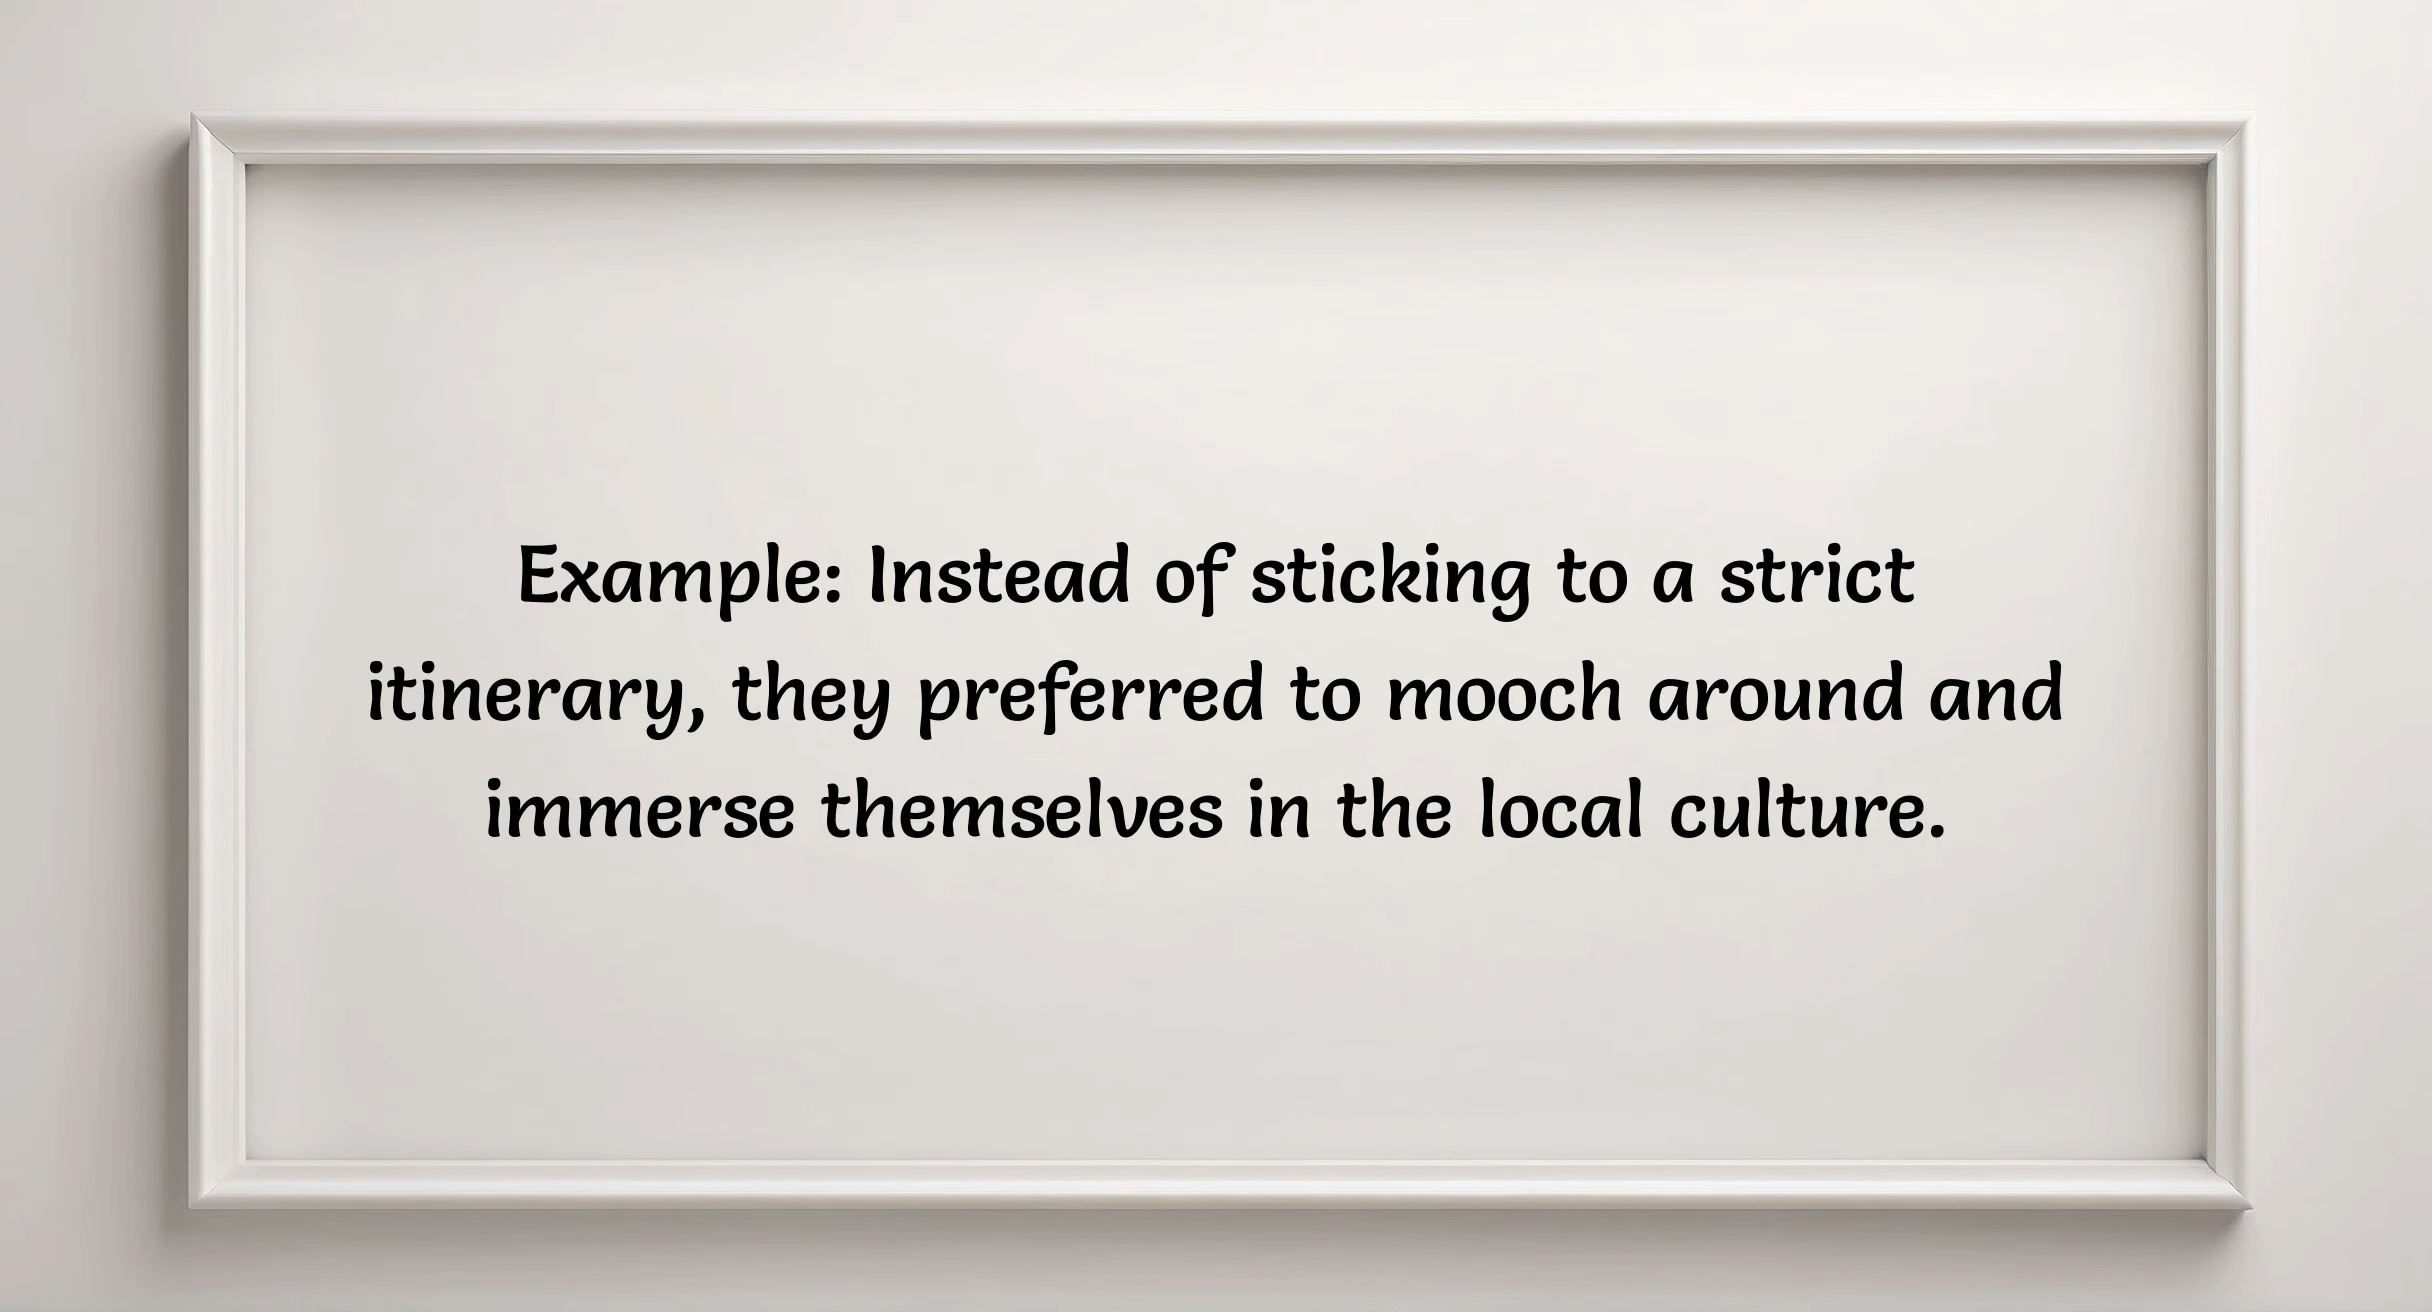 Example: Instead of sticking to a strict
itinerary, they preferred to mooch around and
immerse themselves in the local culture.